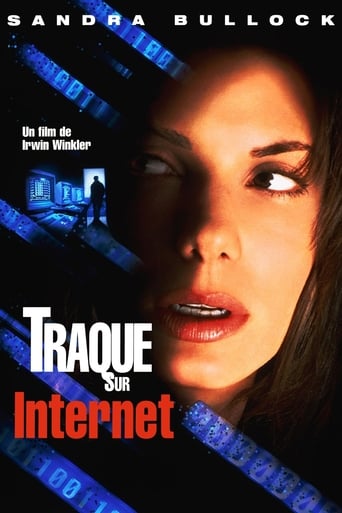 SANDRA BULLOCK
Un film de
Irwin Winkler
TRAQUE
SUR
Internet